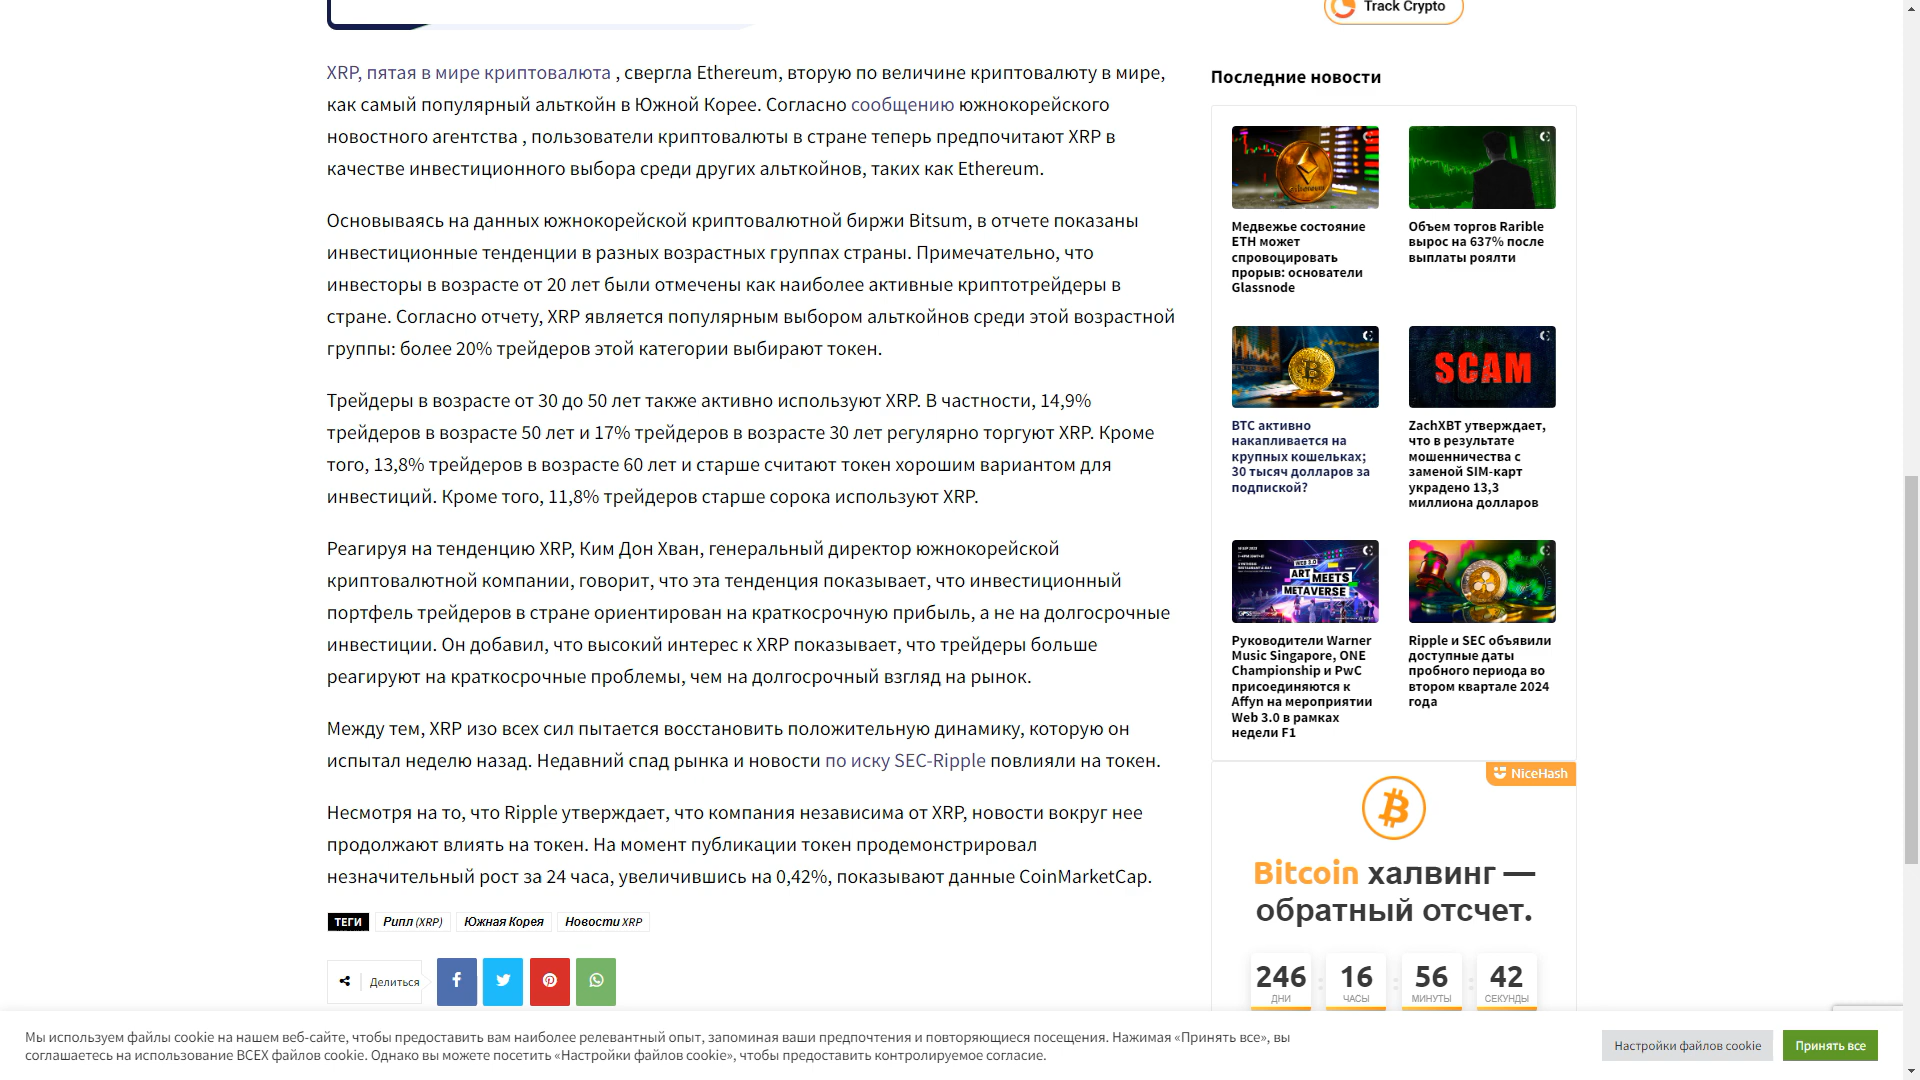 Track Crypto
XRP, пятая в мире криптовалюта , свергла Ethereum, вторую по величине криптовалюту в мире,
как самый популярный альткойн в Южной Корее. Согласно сообщению южнокорейского
новостного агентства , пользователи криптовалюты в стране теперь предпочитают XRP в
качестве инвестиционного выбора среди других альткойнов, таких как Ethereum.
Основываясь на данных южнокорейской криптовалютной биржи Bitsum, в отчете показаны
инвестиционные тенденции в разных возрастных группах страны. Примечательно, что
инвесторы в возрасте от 20 лет были отмечены как наиболее активные криптотрейдеры в
стране. Согласно отчету, XRP является популярным выбором альткойнов среди этой возрастной
группы: более 20% трейдеров этой категории выбирают токен.
Трейдеры в возрасте от 30 до 50 лет также активно используют XRP. В частности, 14,9%
трейдеров в возрасте 50 лет и 17% трейдеров в возрасте 30 лет регулярно торгуют XRP. Кроме
того, 13,8% трейдеров в возрасте 60 лет и старше считают токен хорошим вариантом для
инвестиций. Кроме того, 11,8% трейдеров старше сорока используют XRP.
Реагируя на тенденцию XRP, Ким Дон Хван, генеральный директор южнокорейской
криптовалютной компании, говорит, что эта тенденция показывает, что инвестиционный
портфель трейдеров в стране ориентирован на краткосрочную прибыль, а не на долгосрочные
инвестиции. Он добавил, что высокий интерес к XRP показывает, что трейдеры больше
реагируют на краткосрочные проблемы, чем на долгосрочный взгляд на рынок.
Между тем, XRP изо всех сил пытается восстановить положительную динамику, которую он
испытал неделю назад. Недавний спад рынка и новости по иску SEC-Ripple повлияли на токен.
Несмотря на то, что Ripple утверждает, что компания независима от XRP, новости вокруг нее
продолжают влиять на токен. На момент публикации токен продемонстрировал
незначительный рост за 24 часа, увеличившись на 0,42%, показывают данные CoinMarketCap.
ТЕГИ Рипл (XRP) Южная Корея Новости XRP
Делиться
Последние новости
Медвежье состояние
ETH может
спровоцировать
прорыв: основатели
Glassnode
Объем торгов Rarible
вырос на 637% после
выплаты роялти
BTC активно
накапливается на
крупных кошельках;
30 тысяч долларов за
подпиской?
SCAM
ZachXBT утверждает,
что в результате
мошенничества с
заменой SIM-карт
украдено 13,3
миллиона долларов
WEB 3.0
ART MEETS
METAVERSE
Руководители Warner
Music Singapore, ONE
Championship и PwC
присоединяются к
Affyn на мероприятии
Web 3.0 в рамках
недели F1
Ripple и SEC объявили
доступные даты
пробного периода во
втором квартале 2024
года
NiceHash
Bitcoin халвинг —
обратный отсчет.
246 : 16 : 56 : 42
ДНИ ЧАСЫ МИНУТЫ СЕКУНДЫ
Мы используем файлы cookie на нашем веб-сайте, чтобы предоставить вам наиболее релевантный опыт, запоминая ваши предпочтения и повторяющиеся посещения. Нажимая «Принять все», вы
соглашаетесь на использование ВСЕХ файлов cookie. Однако вы можете посетить «Настройки файлов cookie», чтобы предоставить контролируемое согласие.
Настройки файлов cookie
Принять все